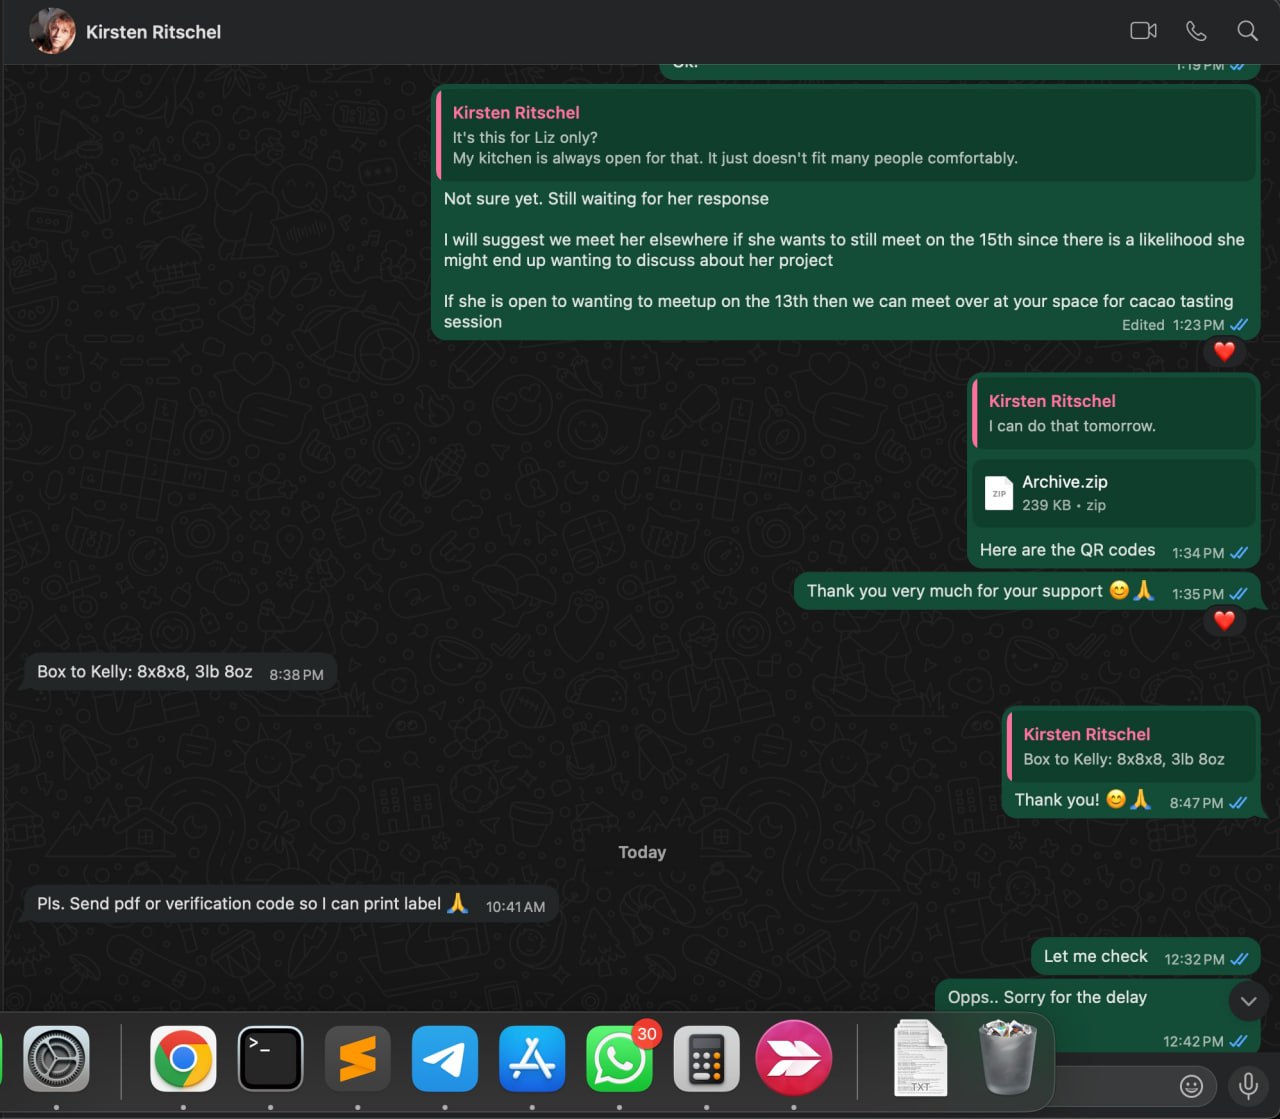 Kirsten Ritschel
Ok!
1:19 PM
Kirsten Ritschel
It's this for Liz only?
My kitchen is always open for that. It just doesn't fit many people comfortably.
Not sure yet. Still waiting for her response
I will suggest we meet her elsewhere if she wants to still meet on the 15th since there is a likelihood she
might end up wanting to discuss about her project
If she is open to wanting to meetup on the 13th then we can meet over at your space for cacao tasting
session
Edited 1:23 PM
Kirsten Ritschel
I can do that tomorrow.
ZIP
Archive.zip
239 KB • zip
Here are the QR codes 1:34 PM
Thank you very much for your support 😊🙏 1:35 PM
Box to Kelly: 8x8x8, 3lb 8oz 8:38 PM
Kirsten Ritschel
Box to Kelly: 8x8x8, 3lb 8oz
Thank you! 😊🙏 8:47 PM
Today
Pls. Send pdf or verification code so I can print label 🙏 10:41 AM
Let me check 12:32 PM
Opps.. Sorry for the delay
12:42 PM
30
TXT